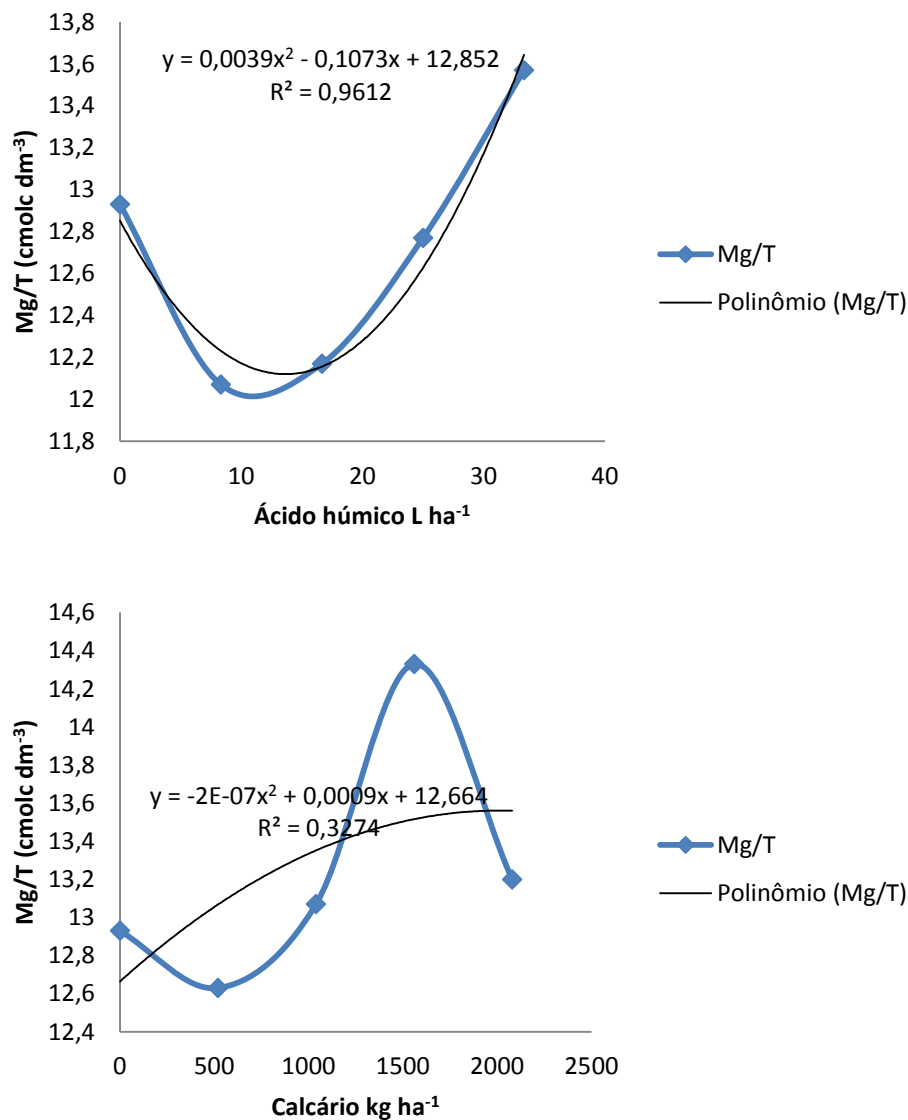 13,8
13,6
13,4
13,2
13
12,8
12,6
12,4
12,2
12
11,8
Mg/T (cmolc dm⁻³)
y = 0,0039x² - 0,1073x + 12,852
R² = 0,9612
Mg/T
Polinômio (Mg/T)
0 10 20 30 40
Ácido húmico L ha⁻¹
14,6
14,4
14,2
14
13,8
13,6
13,4
13,2
13
12,8
12,6
12,4
Mg/T (cmolc dm⁻³)
y = -2E-07x² + 0,0009x + 12,664
R² = 0,3274
Mg/T
Polinômio (Mg/T)
0 500 1000 1500 2000 2500
Calcário kg ha⁻¹